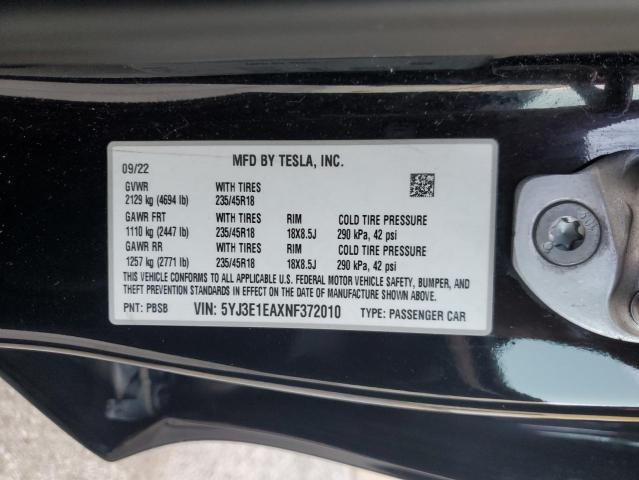 09/22 MFD BY TESLA, INC.
GVWR WITH TIRES
2129 kg (4694 lb) 235/45R18
GAWR FRT WITH TIRES RIM COLD TIRE PRESSURE
1110 kg (2447 lb) 235/45R18 18X8.5J 290 kPa, 42 psi
GAWR RR WITH TIRES RIM COLD TIRE PRESSURE
1257 kg (2771 lb) 235/45R18 18X8.5J 290 kPa, 42 psi
THIS VEHICLE CONFORMS TO ALL APPLICABLE U.S. FEDERAL MOTOR VEHICLE SAFETY, BUMPER, AND
THEFT PREVENTION STANDARDS IN EFFECT ON THE DATE OF MANUFACTURE SHOWN ABOVE.
PNT: PBSB VIN: 5YJ3E1EAXNF372010 TYPE: PASSENGER CAR